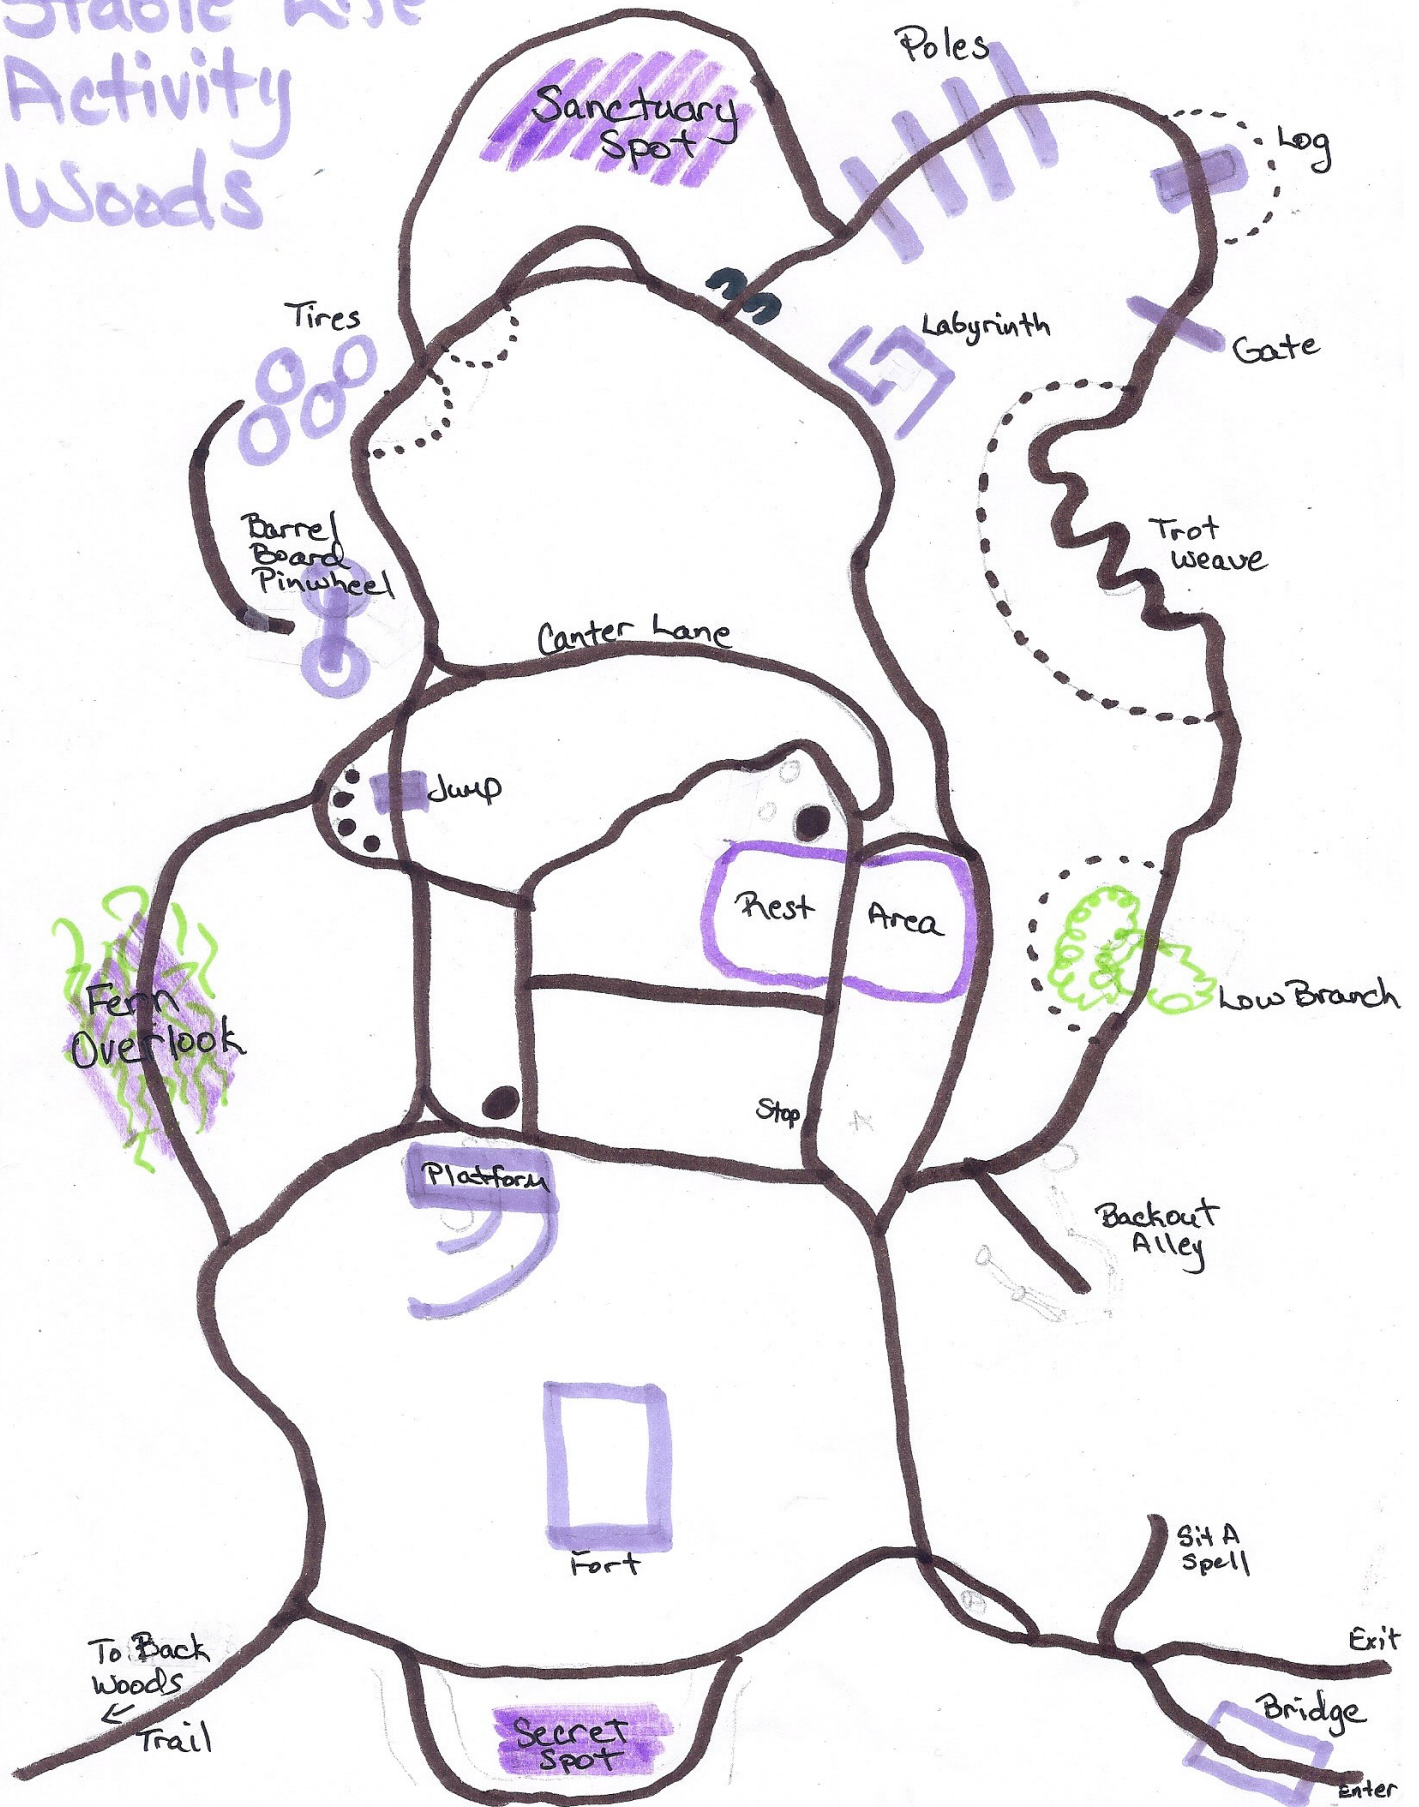 Stable Wise
Activity
Woods
Sanctuary
Spot
Poles
Log
Tires
Labyrinth
Gate
Barrel
Board
Pinwheel
Trot
Weave
Canter Lane
Jump
Rest Area
Fern
Overlook
Low Branch
Stop
Platform
Backout
Alley
Fort
Sit A
Spell
To Back
Woods
←
Trail
Exit
Bridge
Secret
Spot
Enter